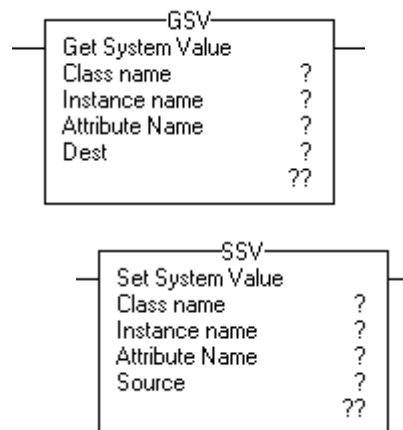 GSV
Get System Value
Class name ?
Instance name ?
Attribute Name ?
Dest ?
??
SSV
Set System Value
Class name ?
Instance name ?
Attribute Name ?
Source ?
??